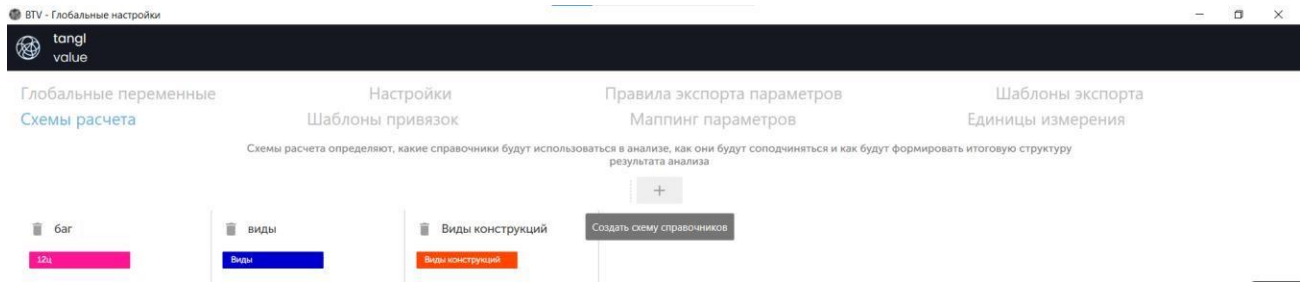 BTV - Глобальные настройки
tangl
value
Глобальные переменные Настройки Правила экспорта параметров Шаблоны экспорта
Схемы расчета Шаблоны привязок Маппинг параметров Единицы измерения
Схемы расчета определяют, какие справочники будут использоваться в анализе, как они будут соподчиняться и как будут формировать итоговую структуру
результата анализа
+
баг виды Виды конструкций Создать схему справочников
12ц Виды Виды конструкций